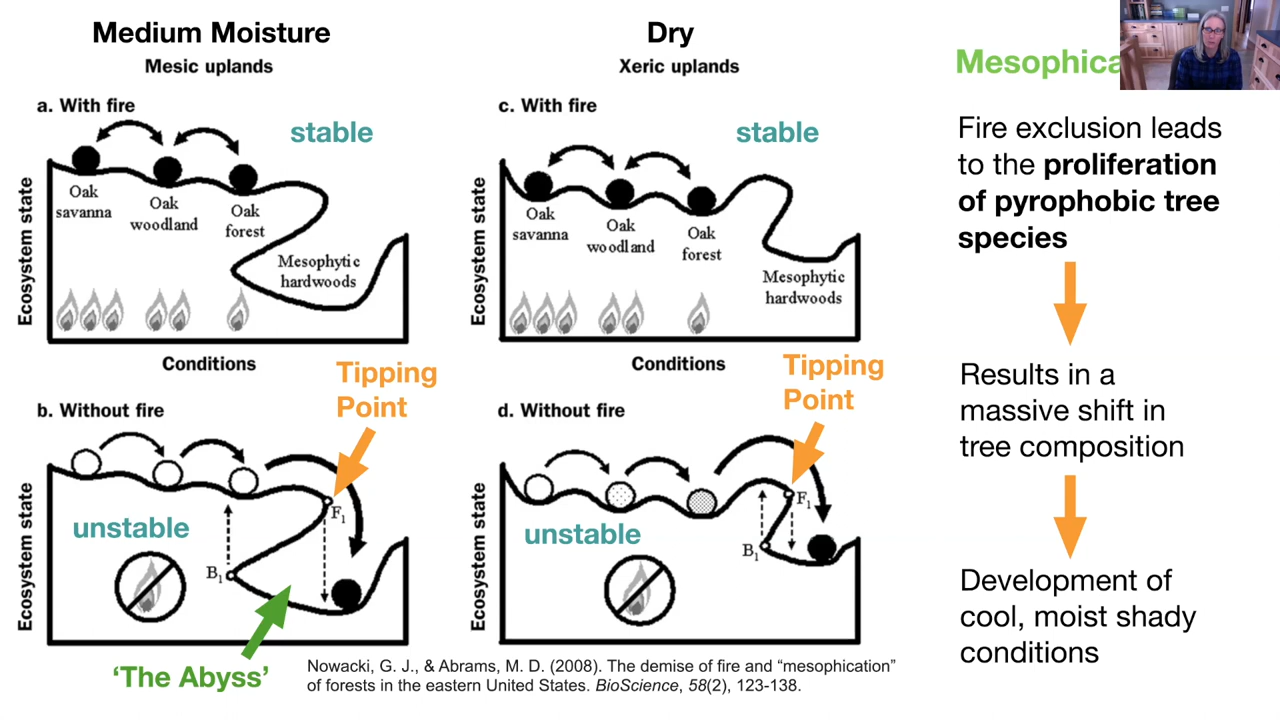 Medium Moisture
Mesic uplands
a. With fire
stable
Ecosystem state
Oak
savanna
Oak
woodland
Oak
forest
Mesophytic
hardwoods
Conditions
Dry
Xeric uplands
c. With fire
stable
Ecosystem state
Oak
savanna
Oak
woodland
Oak
forest
Mesophytic
hardwoods
Conditions
Tipping
Point
b. Without fire
Ecosystem state
unstable
F1
B1
'The Abyss'
Tipping
Point
d. Without fire
Ecosystem state
unstable
F1
B1
Nowacki, G. J., & Abrams, M. D. (2008). The demise of fire and “mesophication”
of forests in the eastern United States. BioScience, 58(2), 123-138.
Fire exclusion leads
to the proliferation
of pyrophobic tree
species
Results in a
massive shift in
tree composition
Development of
cool, moist shady
conditions